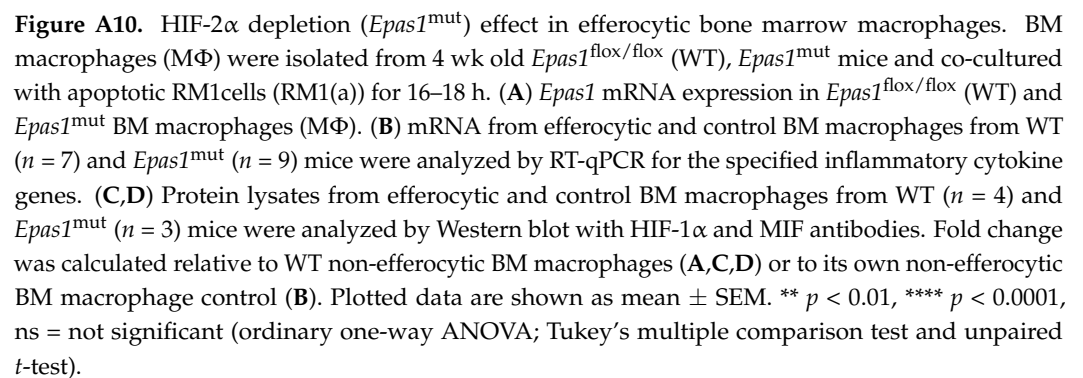 Figure A10. HIF-2α depletion (Epas1mut) effect in efferocytic bone marrow macrophages. BM
macrophages (MΦ) were isolated from 4 wk old Epas1flox/flox (WT), Epas1mut mice and co-cultured
with apoptotic RM1cells (RM1(a)) for 16–18 h. (A) Epas1 mRNA expression in Epas1flox/flox (WT) and
Epas1mut BM macrophages (MΦ). (B) mRNA from efferocytic and control BM macrophages from WT
(n = 7) and Epas1mut (n = 9) mice were analyzed by RT-qPCR for the specified inflammatory cytokine
genes. (C,D) Protein lysates from efferocytic and control BM macrophages from WT (n = 4) and
Epas1mut (n = 3) mice were analyzed by Western blot with HIF-1α and MIF antibodies. Fold change
was calculated relative to WT non-efferocytic BM macrophages (A,C,D) or to its own non-efferocytic
BM macrophage control (B). Plotted data are shown as mean ± SEM. ** p < 0.01, **** p < 0.0001,
ns = not significant (ordinary one-way ANOVA; Tukey's multiple comparison test and unpaired
t-test).